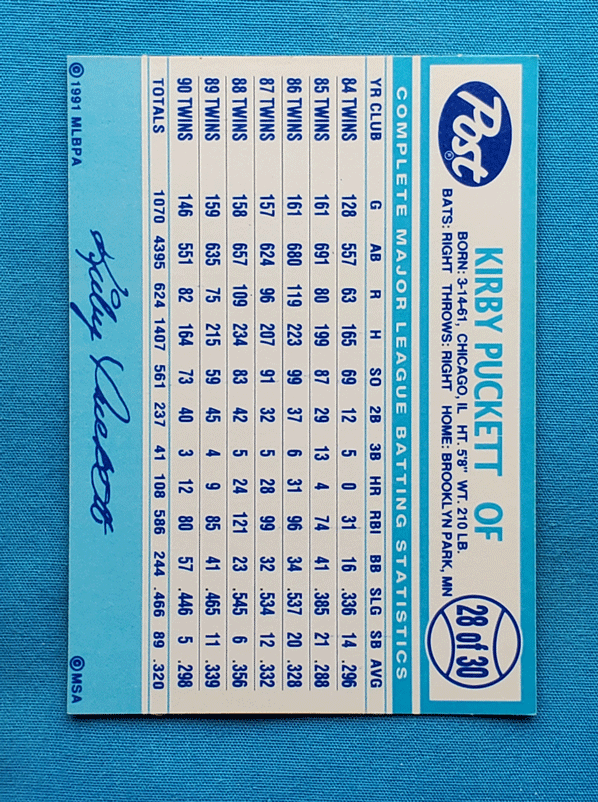 Post®
KIRBY PUCKETT OF
BORN: 3-14-61, CHICAGO, IL HT. 5'8" WT. 210 LB.
BATS: RIGHT THROWS: RIGHT HOME: BROOKLYN PARK, MN
28 of 30
COMPLETE MAJOR LEAGUE BATTING STATISTICS
YR CLUB G AB R H SO 2B 3B HR RBI BB SLG SB AVG
84 TWINS 128 557 63 165 69 12 5 0 31 16 .336 14 .296
85 TWINS 161 691 80 199 87 29 13 4 74 41 .385 21 .288
86 TWINS 161 680 119 223 99 37 6 31 96 34 .537 20 .328
87 TWINS 157 624 96 207 91 32 5 28 99 32 .534 12 .332
88 TWINS 158 657 109 234 83 42 5 24 121 23 .545 6 .356
89 TWINS 159 635 75 215 59 45 4 9 85 41 .465 11 .339
90 TWINS 146 551 82 164 73 40 3 12 80 57 .446 5 .298
TOTALS 1070 4395 624 1407 561 237 41 108 586 244 .466 89 .320
© 1991 MLBPA
Kirby Puckett
© MSA